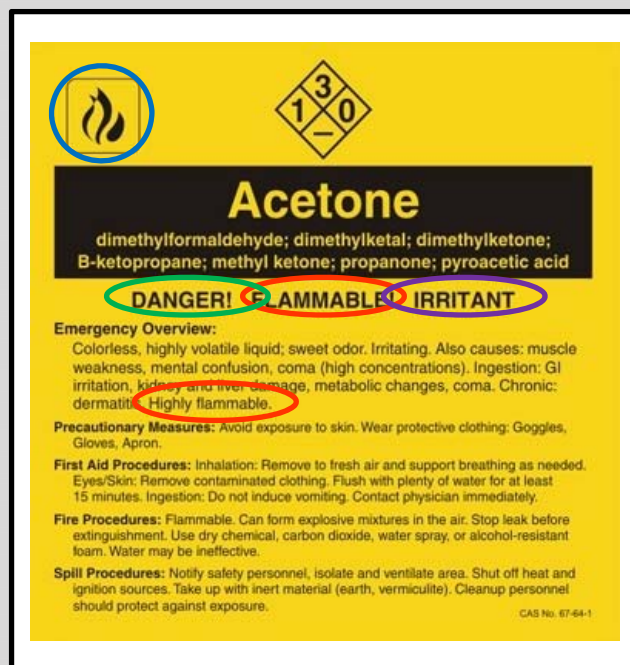 3
1 0
–
Acetone
dimethylformaldehyde; dimethylketal; dimethylketone;
B-ketopropane; methyl ketone; propanone; pyroacetic acid
DANGER! FLAMMABLE! IRRITANT
Emergency Overview:
Colorless, highly volatile liquid; sweet odor. Irritating. Also causes: muscle
weakness, mental confusion, coma (high concentrations). Ingestion: GI
irritation, kidney and liver damage, metabolic changes, coma. Chronic:
dermatitis. Highly flammable.
Precautionary Measures: Avoid exposure to skin. Wear protective clothing: Goggles,
Gloves, Apron.
First Aid Procedures: Inhalation: Remove to fresh air and support breathing as needed.
Eyes/Skin: Remove contaminated clothing. Flush with plenty of water for at least
15 minutes. Ingestion: Do not induce vomiting. Contact physician immediately.
Fire Procedures: Flammable. Can form explosive mixtures in the air. Stop leak before
extinguishment. Use dry chemical, carbon dioxide, water spray, or alcohol-resistant
foam. Water may be ineffective.
Spill Procedures: Notify safety personnel, isolate and ventilate area. Shut off heat and
ignition sources. Take up with inert material (earth, vermiculite). Cleanup personnel
should protect against exposure.
CAS No. 67-64-1